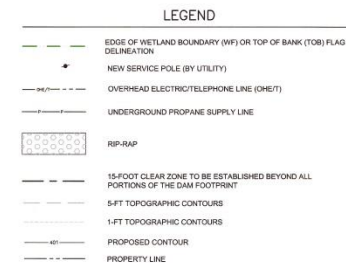 LEGEND
EDGE OF WETLAND BOUNDARY (WF) OR TOP OF BANK (TOB) FLAG
DELINEATION
NEW SERVICE POLE (BY UTILITY)
OHE/T
OVERHEAD ELECTRIC/TELEPHONE LINE (OHE/T)
P P
UNDERGROUND PROPANE SUPPLY LINE
RIP-RAP
15-FOOT CLEAR ZONE TO BE ESTABLISHED BEYOND ALL
PORTIONS OF THE DAM FOOTPRINT
5-FT TOPOGRAPHIC CONTOURS
1-FT TOPOGRAPHIC CONTOURS
PROPOSED CONTOUR
PROPERTY LINE